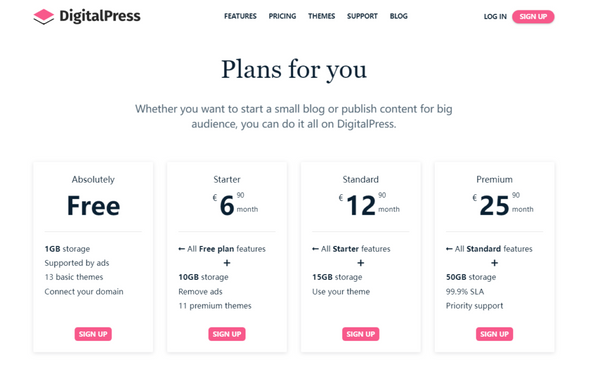 DigitalPress
FEATURES PRICING THEMES SUPPORT BLOG
LOG IN SIGN UP
Plans for you
Whether you want to start a small blog or publish content for big
audience, you can do it all on DigitalPress.
Absolutely
Free
1GB storage
Supported by ads
13 basic themes
Connect your domain
SIGN UP
Starter
€ 6 90
month
← All Free plan features
+
10GB storage
Remove ads
11 premium themes
SIGN UP
Standard
€ 12 90
month
← All Starter features
+
15GB storage
Use your theme
SIGN UP
Premium
€ 25 90
month
← All Standard features
+
50GB storage
99.9% SLA
Priority support
SIGN UP